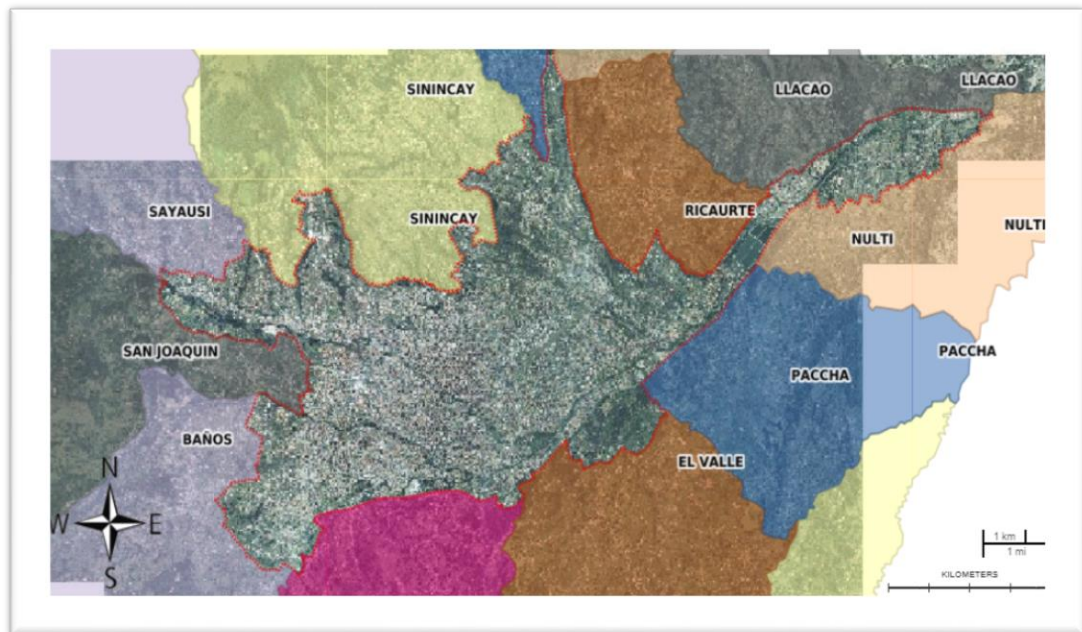 SININCAY
LLACAO
LLACAO
SAYAUSI
SININCAY
RICAURTE
NULTI
NULTI
SAN JOAQUIN
PACCHA
PACCHA
BAÑOS
EL VALLE
N
W E
S
1 km
1 mi
KILOMETERS